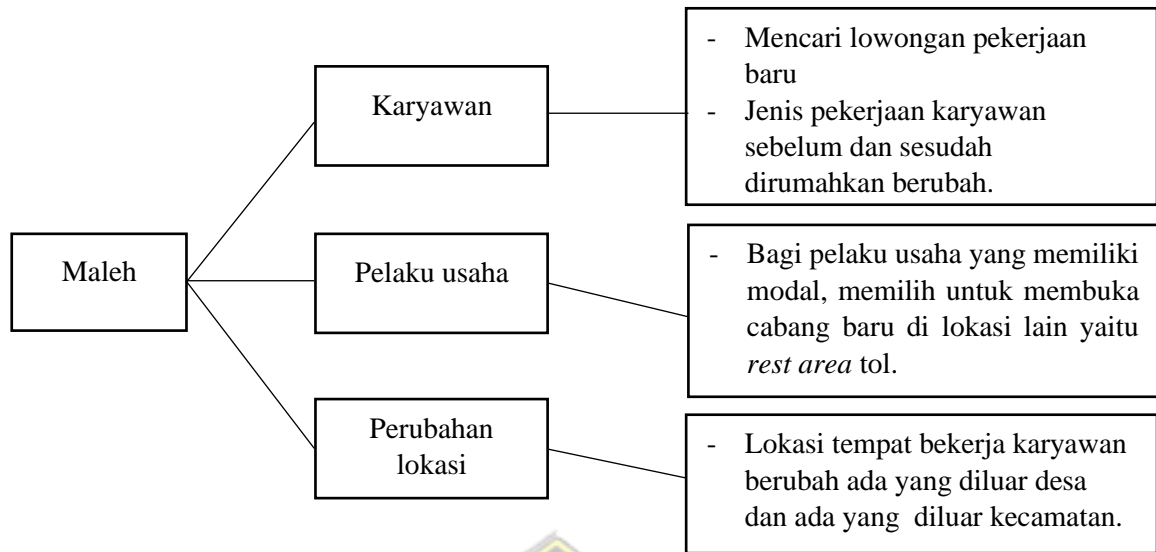 Maleh
Karyawan
- Mencari lowongan pekerjaan
baru
- Jenis pekerjaan karyawan
sebelum dan sesudah
dirumahkan berubah.
Pelaku usaha
- Bagi pelaku usaha yang memiliki
modal, memilih untuk membuka
cabang baru di lokasi lain yaitu
rest area tol.
Perubahan
lokasi
- Lokasi tempat bekerja karyawan
berubah ada yang diluar desa
dan ada yang diluar kecamatan.